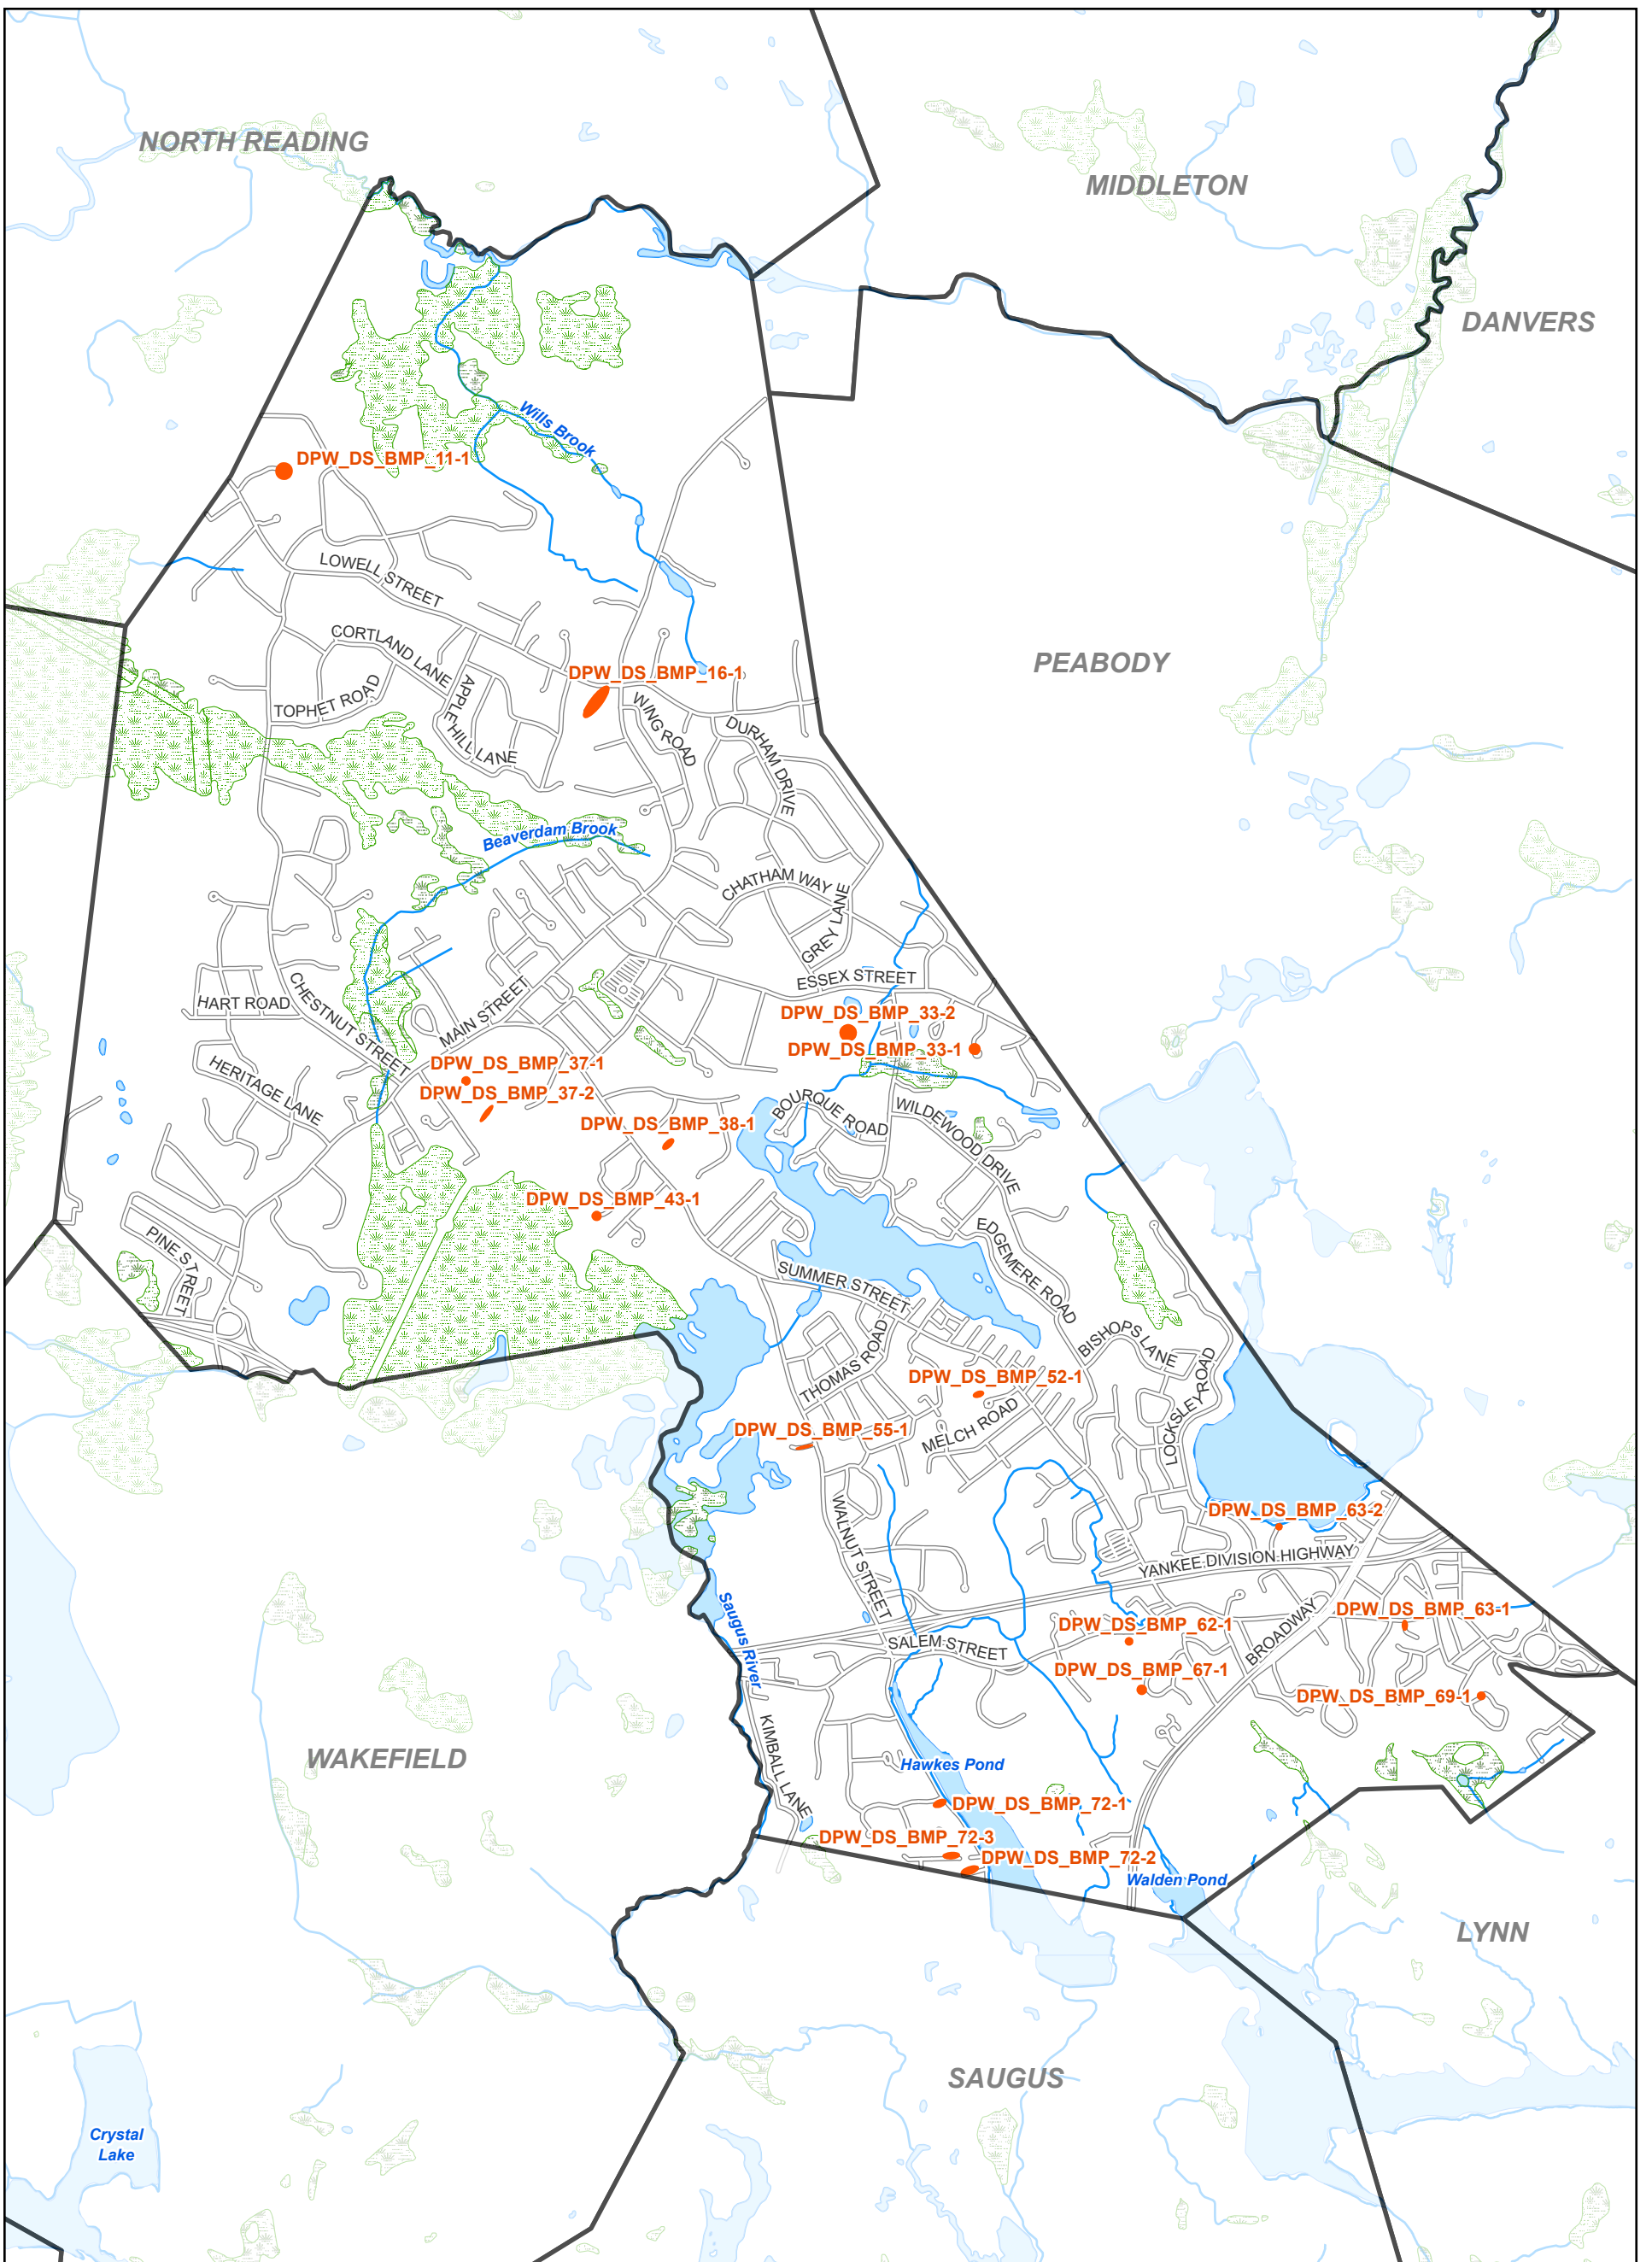 NORTH READING
MIDDLETON
DANVERS
Wills Brook
DPW_DS_BMP_11-1
LOWELL STREET
CORTLAND LANE
PEABODY
DPW_DS_BMP_16-1
TOPHET ROAD
APPLE HILL LANE
WING ROAD
DURHAM DRIVE
Beaverdam Brook
CHATHAM WAY
GREY LANE
ESSEX STREET
HART ROAD
CHESTNUT STREET
MAIN STREET
DPW_DS_BMP_33-2
DPW_DS_BMP_33-1
DPW_DS_BMP_37-1
HERITAGE LANE
DPW_DS_BMP_37-2
BOURQUE ROAD
WILDEWOOD DRIVE
DPW_DS_BMP_38-1
DPW_DS_BMP_43-1
PINE STREET
EDGEMERE ROAD
SUMMER STREET
BISHOPS LANE
THOMAS ROAD
DPW_DS_BMP_52-1
LOCKSLEY ROAD
MELCH ROAD
DPW_DS_BMP_55-1
DPW_DS_BMP_63-2
WALNUT STREET
YANKEE DIVISION HIGHWAY
DPW_DS_BMP_63-1
Saugus River
DPW_DS_BMP_62-1
BROADWAY
SALEM STREET
DPW_DS_BMP_67-1
DPW_DS_BMP_69-1
WAKEFIELD
KIMBALL LANE
Hawkes Pond
DPW_DS_BMP_72-1
DPW_DS_BMP_72-3
DPW_DS_BMP_72-2
Walden Pond
LYNN
SAUGUS
Crystal
Lake